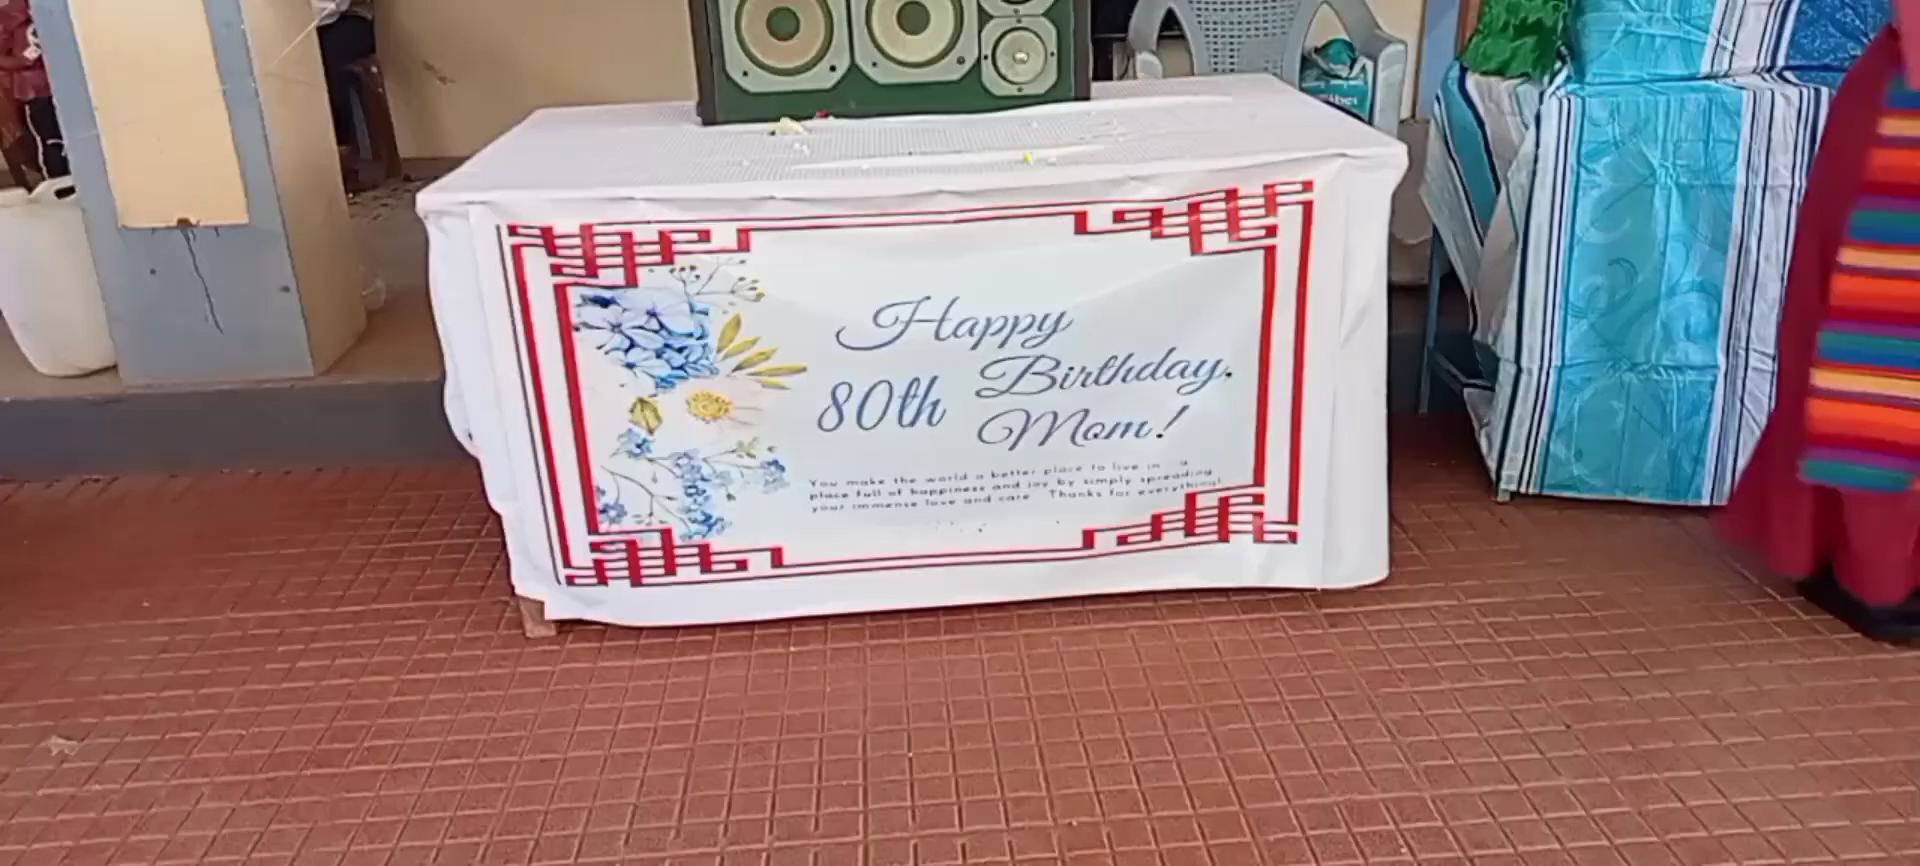 Happy
80th Birthday,
Mom!
You make the world a better place to live in a
place full of happiness and joy by simply spreading
your immense love and care Thanks for everything!